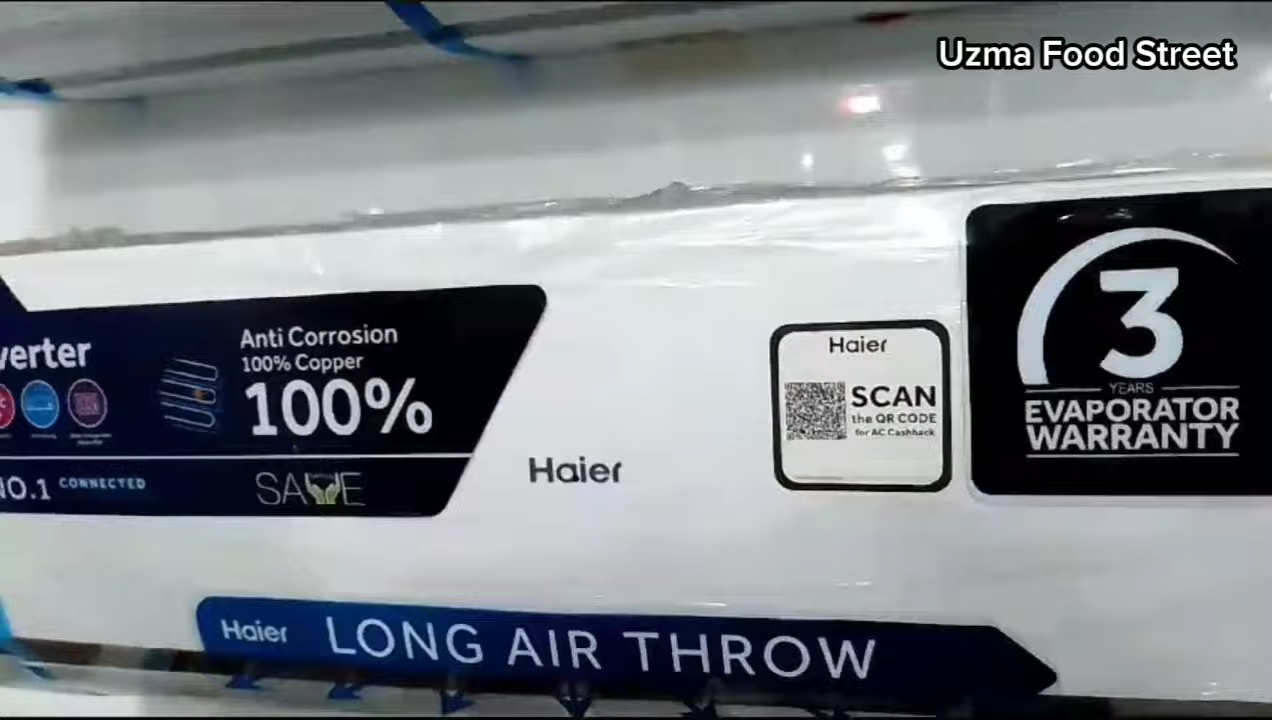 Uzma Food Street
verter
Anti Corrosion
100% Copper
100%
NO.1 CONNECTED
SAVE
Haier
Haier
SCAN
the QR CODE
for AC Cashback
3
YEARS
EVAPORATOR
WARRANTY
Haier LONG AIR THROW